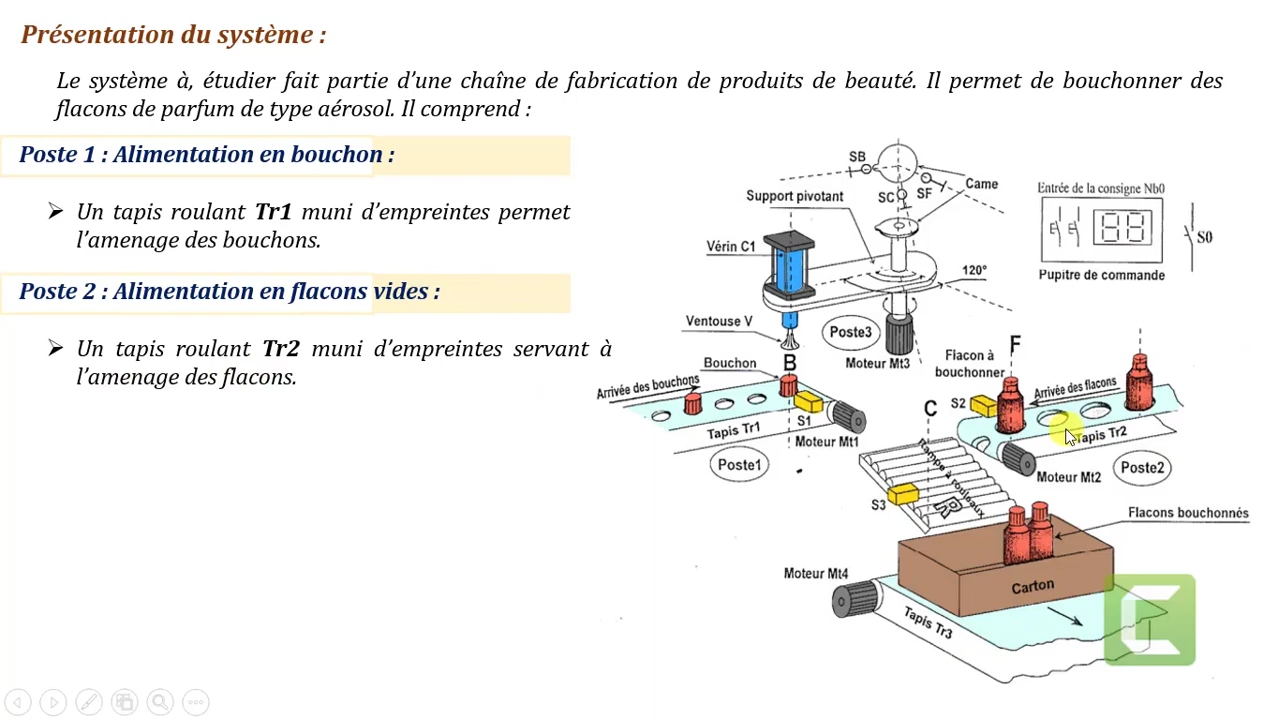 Présentation du système :
Le système à, étudier fait partie d'une chaîne de fabrication de produits de beauté. Il permet de bouchonner des
flacons de parfum de type aérosol. Il comprend :
Poste 1 : Alimentation en bouchon :
➢ Un tapis roulant Tr1 muni d'empreintes permet
l'amenage des bouchons.
Poste 2 : Alimentation en flacons vides :
➢ Un tapis roulant Tr2 muni d'empreintes servant à
l'amenage des flacons.
SB
SC
SF
Came
Support pivotant
Vérin C1
120°
Ventouse V
Poste3
Moteur Mt3
Entrée de la consigne Nb0
E
E
88
S0
Pupitre de commande
Bouchon
B
Arrivée des bouchons
S1
Tapis Tr1
Moteur Mt1
Poste1
Flacon à
bouchonner
F
Arrivée des flacons
S2
C
Tapis Tr2
Moteur Mt2
Poste2
Rampe à rouleaux
R
S3
Flacons bouchonnés
Moteur Mt4
Carton
Tapis Tr3